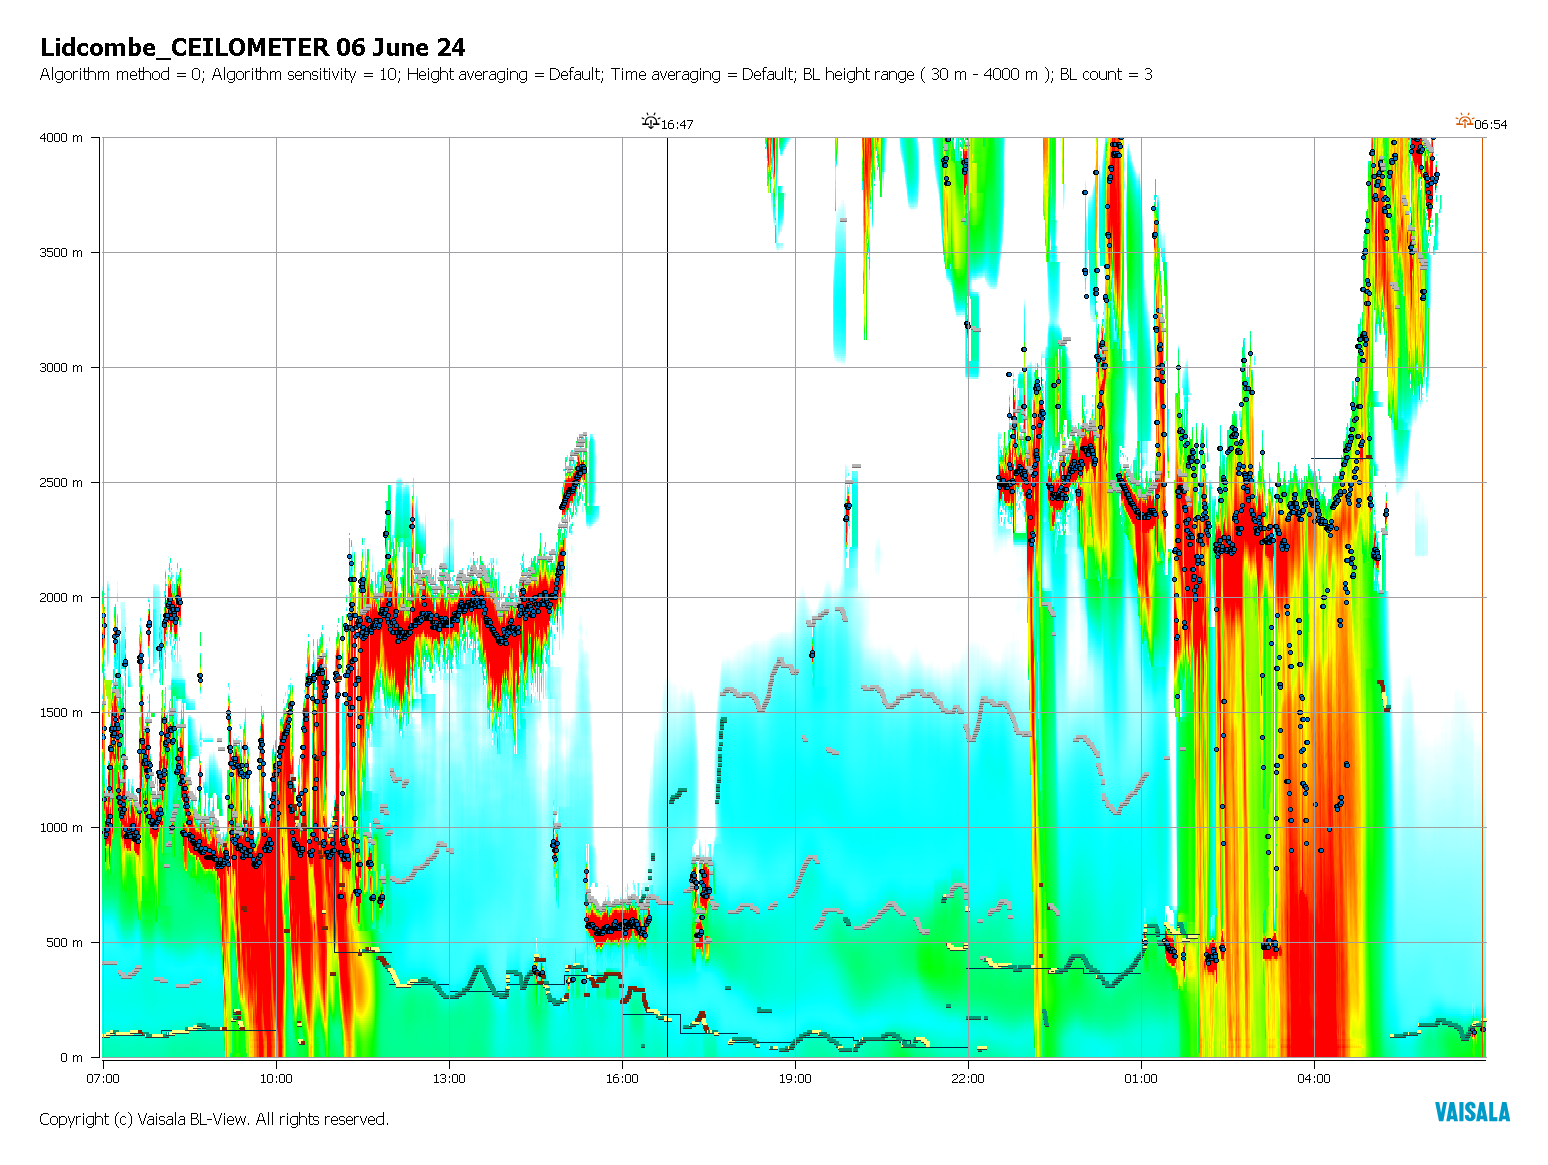 Lidcombe_CEILOMETER 06 June 24
Algorithm method = 0; Algorithm sensitivity = 10; Height averaging = Default; Time averaging = Default; BL height range ( 30 m - 4000 m ); BL count = 3
16:47
06:54
4000 m
3500 m
3000 m
2500 m
2000 m
1500 m
1000 m
500 m
0 m
07:00 10:00 13:00 16:00 19:00 22:00 01:00 04:00
Copyright (c) Vaisala BL-View. All rights reserved.
VAISALA